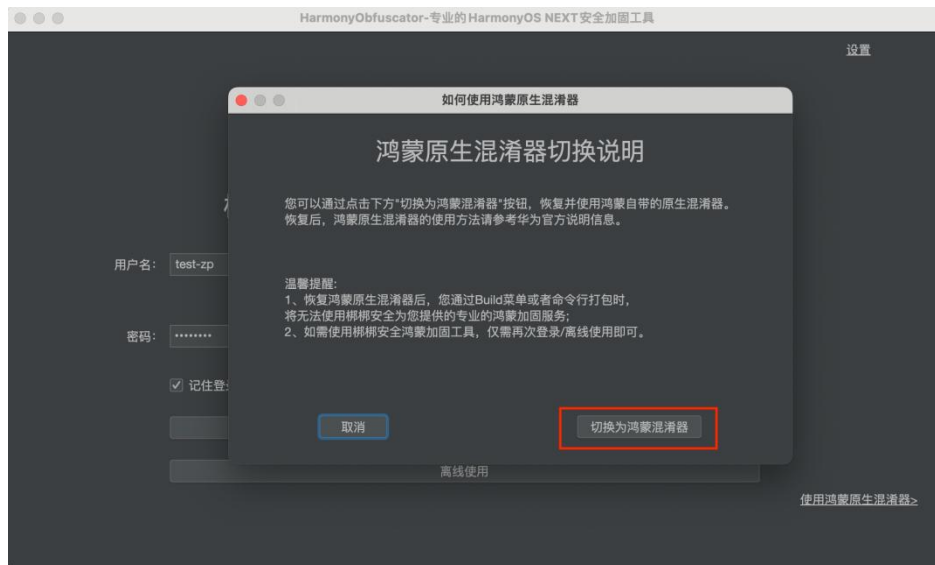 HarmonyObfuscator-专业的HarmonyOS NEXT安全加固工具
设置
如何使用鸿蒙原生混淆器
鸿蒙原生混淆器切换说明
您可以通过点击下方"切换为鸿蒙混淆器"按钮，恢复并使用鸿蒙自带的原生混淆器。
恢复后，鸿蒙原生混淆器的使用方法请参考华为官方说明信息。
用户名： test-zp
温馨提醒:
1、恢复鸿蒙原生混淆器后，您通过Build菜单或者命令行打包时，
将无法使用梆梆安全为您提供的专业的鸿蒙加固服务;
2、如需使用梆梆安全鸿蒙加固工具，仅需再次登录/离线使用即可。
密码： ••••••••
记住登
取消
切换为鸿蒙混淆器
离线使用
使用鸿蒙原生混淆器>